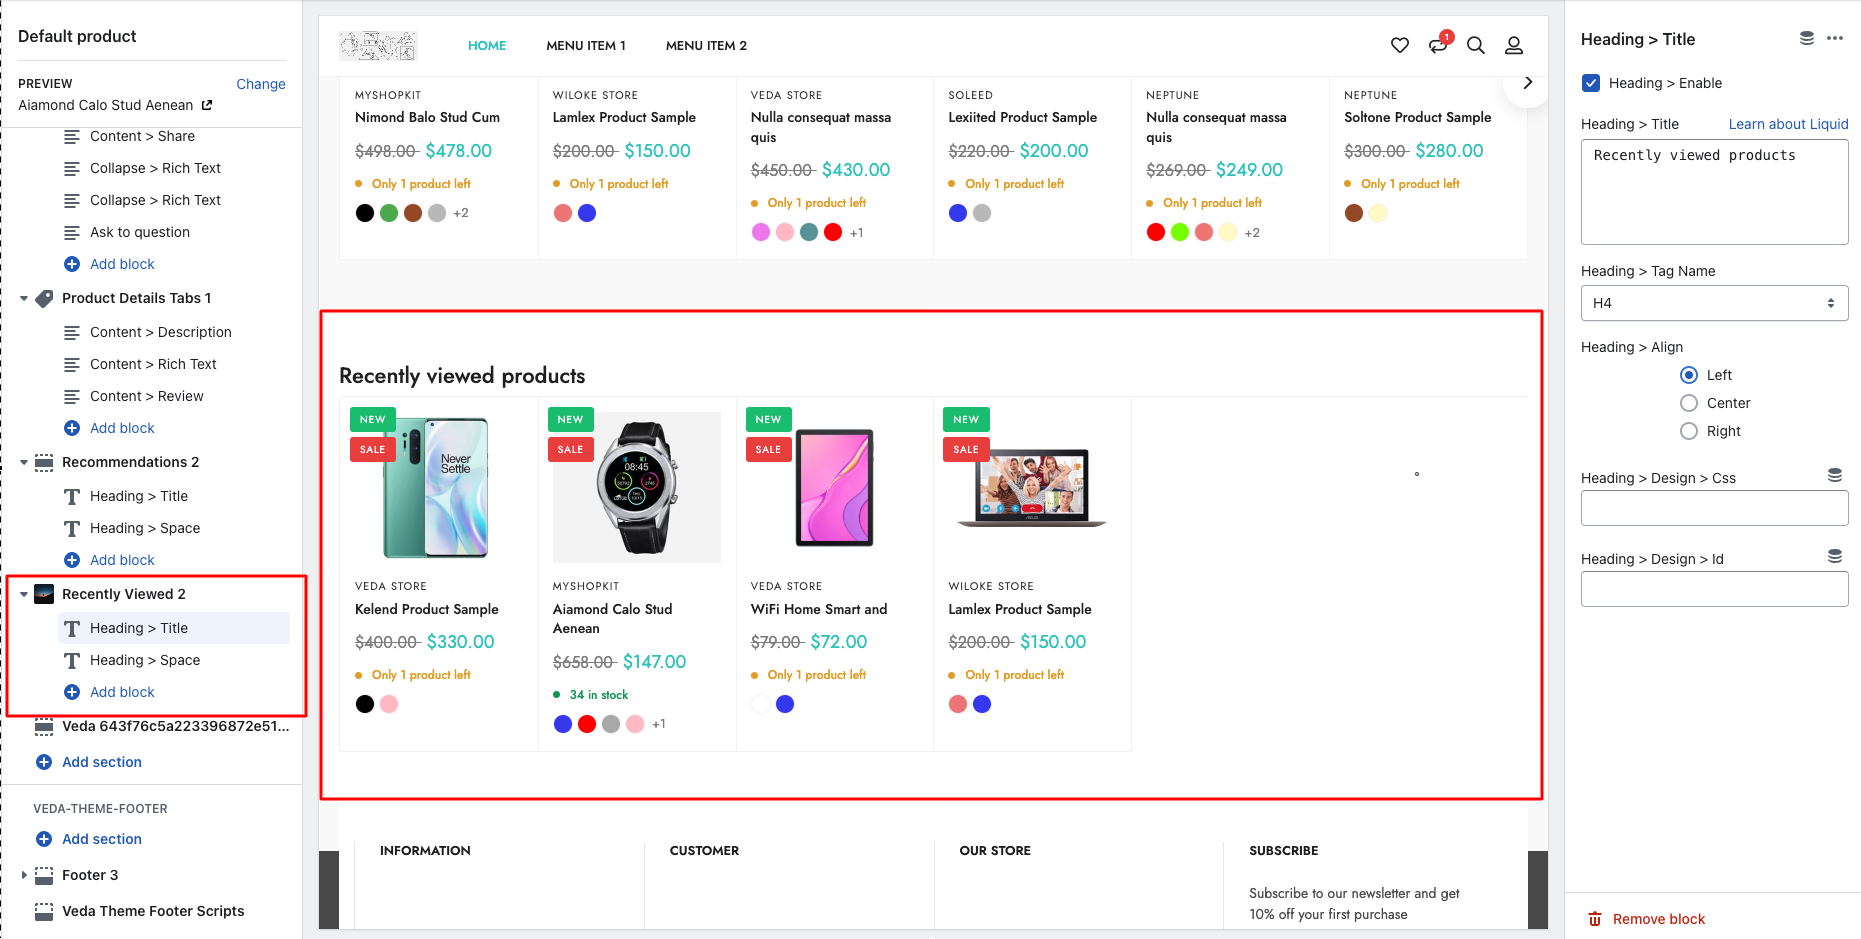 Default product
PREVIEW
Change
Aiamond Calo Stud Aenean
Content > Share
Collapse > Rich Text
Collapse > Rich Text
Ask to question
Add block
Product Details Tabs 1
Content > Description
Content > Rich Text
Content > Review
Add block
Recommendations 2
Heading > Title
Heading > Space
Add block
Recently Viewed 2
Heading > Title
Heading > Space
Add block
Veda 643f76c5a223396872e51...
Add section
VEDA-THEME-FOOTER
Add section
Footer 3
Veda Theme Footer Scripts
HOME
MENU ITEM 1
MENU ITEM 2
1
MYSHOPKIT
Nimond Balo Stud Cum
$498.00 $478.00
Only 1 product left
+2
WILOKE STORE
Lamlex Product Sample
$200.00 $150.00
Only 1 product left
VEDA STORE
Nulla consequat massa
quis
$450.00 $430.00
Only 1 product left
+1
SOLEED
Lexiited Product Sample
$220.00 $200.00
Only 1 product left
NEPTUNE
Nulla consequat massa
quis
$269.00 $249.00
Only 1 product left
+2
NEPTUNE
Soltone Product Sample
$300.00 $280.00
Only 1 product left
Recently viewed products
NEW
SALE
Never
Settle
VEDA STORE
Kelend Product Sample
$400.00 $330.00
Only 1 product left
NEW
SALE
08:45
MYSHOPKIT
Aiamond Calo Stud
Aenean
$658.00 $147.00
34 in stock
+1
NEW
SALE
VEDA STORE
WiFi Home Smart and
$79.00 $72.00
Only 1 product left
NEW
SALE
WILOKE STORE
Lamlex Product Sample
$200.00 $150.00
Only 1 product left
INFORMATION
CUSTOMER
OUR STORE
SUBSCRIBE
Subscribe to our newsletter and get
10% off your first purchase
Heading > Title
Heading > Enable
Heading > Title
Learn about Liquid
Recently viewed products
Heading > Tag Name
H4
Heading > Align
Left
Center
Right
Heading > Design > Css
Heading > Design > Id
Remove block